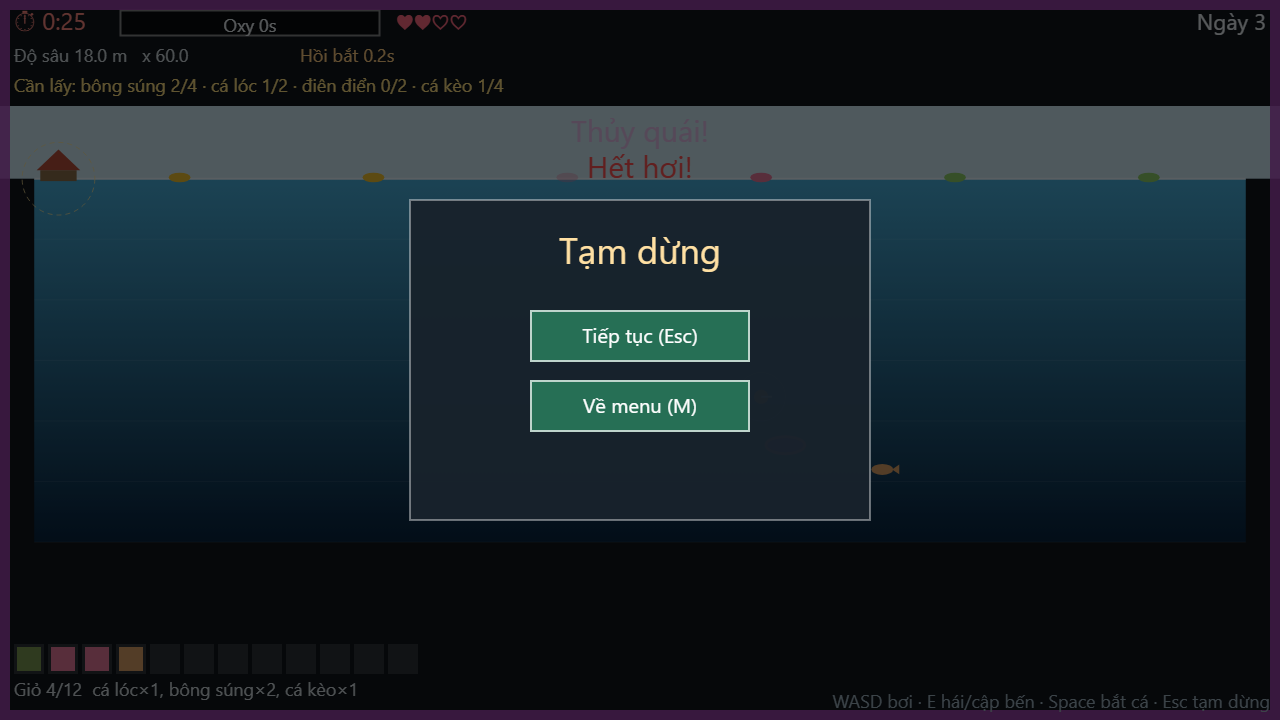 0:25 Oxy 0s Ngày 3
Độ sâu 18.0 m x 60.0 Hồi bắt 0.2s
Cần lấy: bông súng 2/4 · cá lóc 1/2 · điên điển 0/2 · cá kèo 1/4
Thủy quái!
Hết hơi!
Tạm dừng
Tiếp tục (Esc)
Về menu (M)
Giỏ 4/12 cá lóc×1, bông súng×2, cá kèo×1
WASD bơi · E hái/cập bến · Space bắt cá · Esc tạm dừng